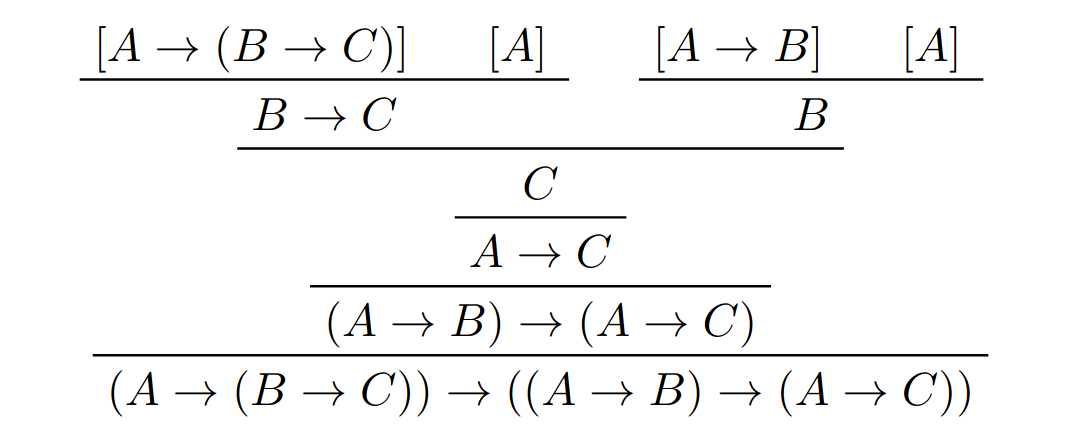 [A → (B → C)] [A] [A → B] [A]
B → C B
C
A → C
(A → B) → (A → C)
(A → (B → C)) → ((A → B) → (A → C))